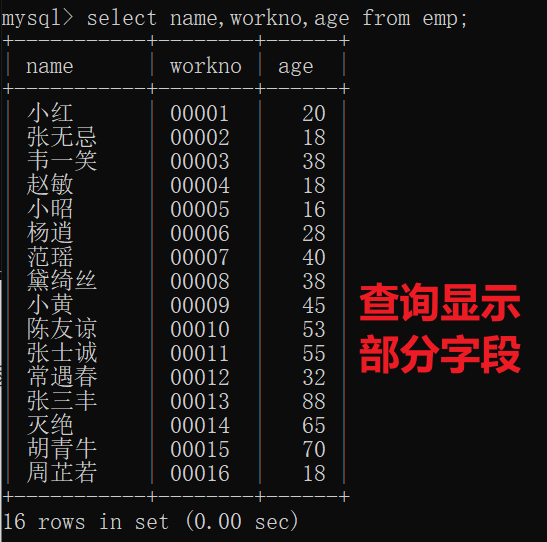 mysql> select name,workno,age from emp;
+-----------+--------+------+
| name      | workno | age  |
+-----------+--------+------+
| 小红      | 00001  |   20 |
| 张无忌    | 00002  |   18 |
| 韦一笑    | 00003  |   38 |
| 赵敏      | 00004  |   18 |
| 小昭      | 00005  |   16 |
| 杨逍      | 00006  |   28 |
| 范瑶      | 00007  |   40 |
| 黛绮丝    | 00008  |   38 |
| 小黄      | 00009  |   45 |
| 陈友谅    | 00010  |   53 |
| 张士诚    | 00011  |   55 |
| 常遇春    | 00012  |   32 |
| 张三丰    | 00013  |   88 |
| 灭绝      | 00014  |   65 |
| 胡青牛    | 00015  |   70 |
| 周芷若    | 00016  |   18 |
+-----------+--------+------+
16 rows in set (0.00 sec)
查询显示
部分字段